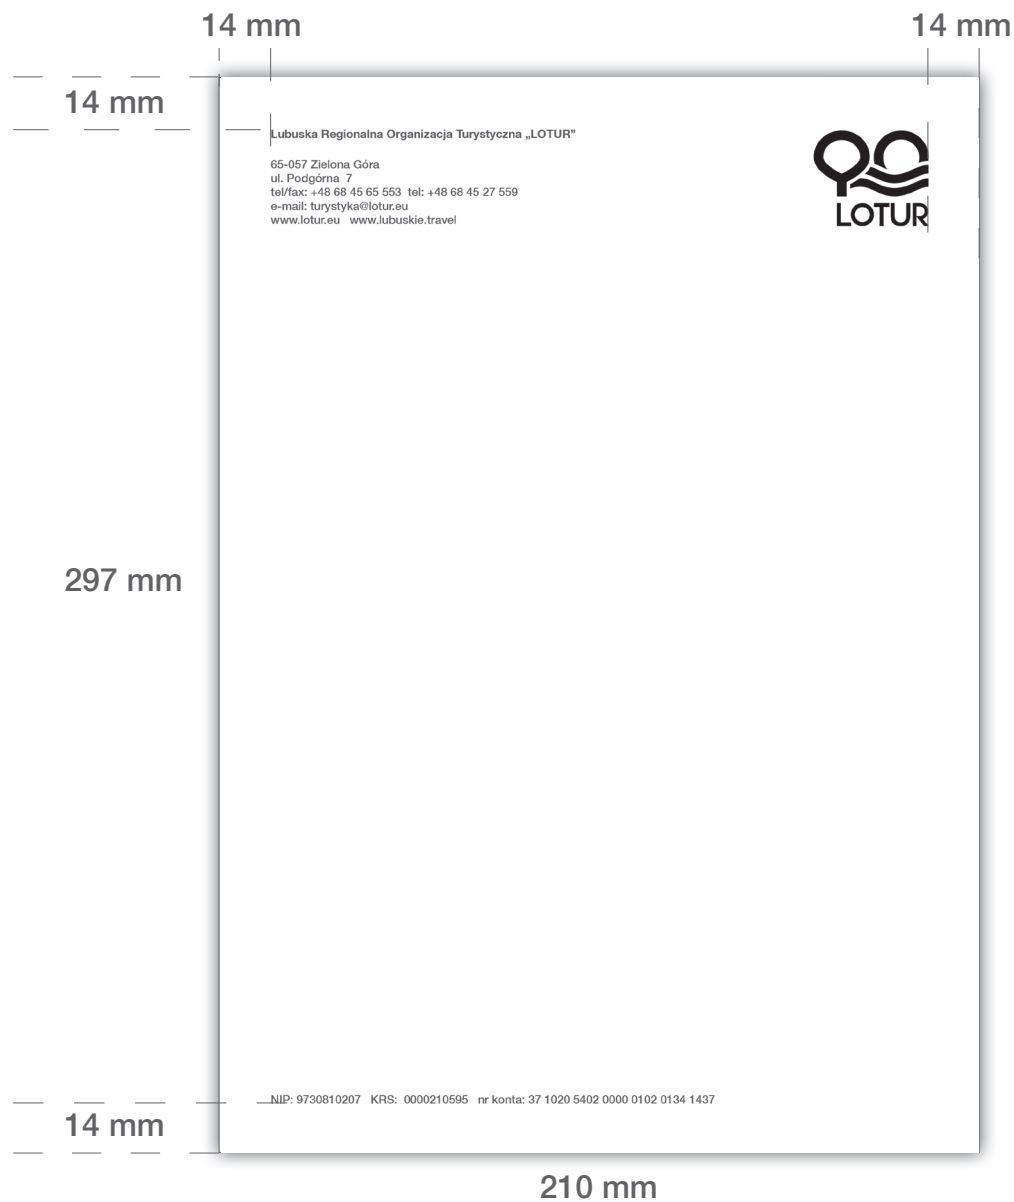 14 mm 14 mm
14 mm
Lubuska Regionalna Organizacja Turystyczna „LOTUR”
65-057 Zielona Góra
ul. Podgórna 7
tel/fax: +48 68 45 65 553 tel: +48 68 45 27 559
e-mail: turystyka@lotur.eu
www.lotur.eu www.lubuskie.travel
LOTUR
297 mm
NIP: 9730810207 KRS: 0000210595 nr konta: 37 1020 5402 0000 0102 0134 1437
14 mm
210 mm